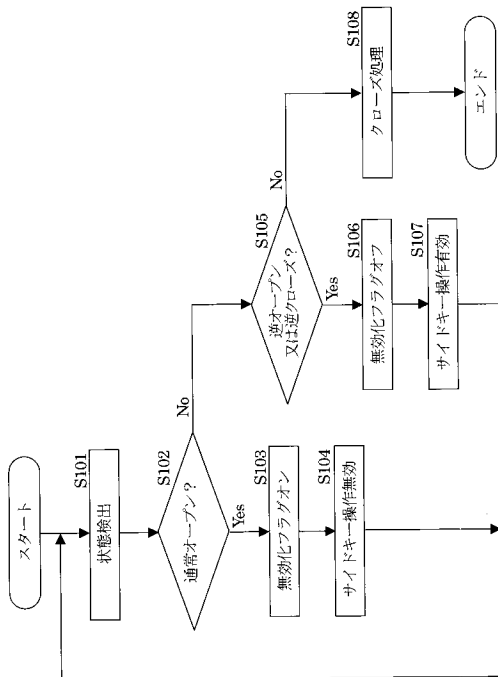 スタート
S101
状態検出
S102
通常オープン？
Yes
No
S103
無効化フラグオン
S104
サイドキー操作無効
S105
逆オープン
又は逆クローズ？
Yes
No
S106
無効化フラグオフ
S107
サイドキー操作有効
S108
クローズ処理
エンド